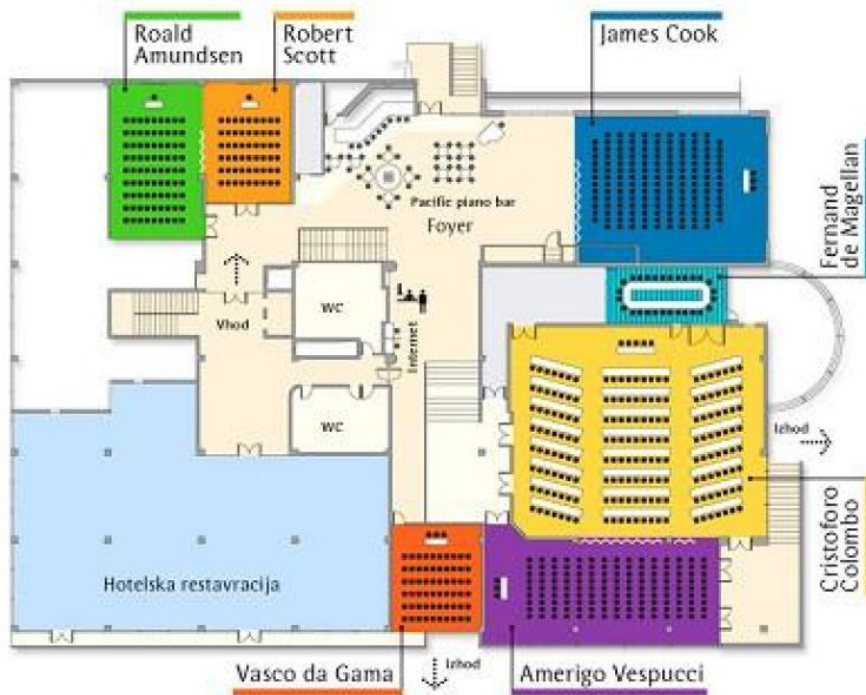 Roald
Amundsen
Robert
Scott
James Cook
Fernand
de Magellan
Pacific piano bar
Foyer
WC
Vhod
Internet
WC
Izhod
Cristoforo
Colombo
Hotelska restavracija
Vasco da Gama
Izhod
Amerigo Vespucci